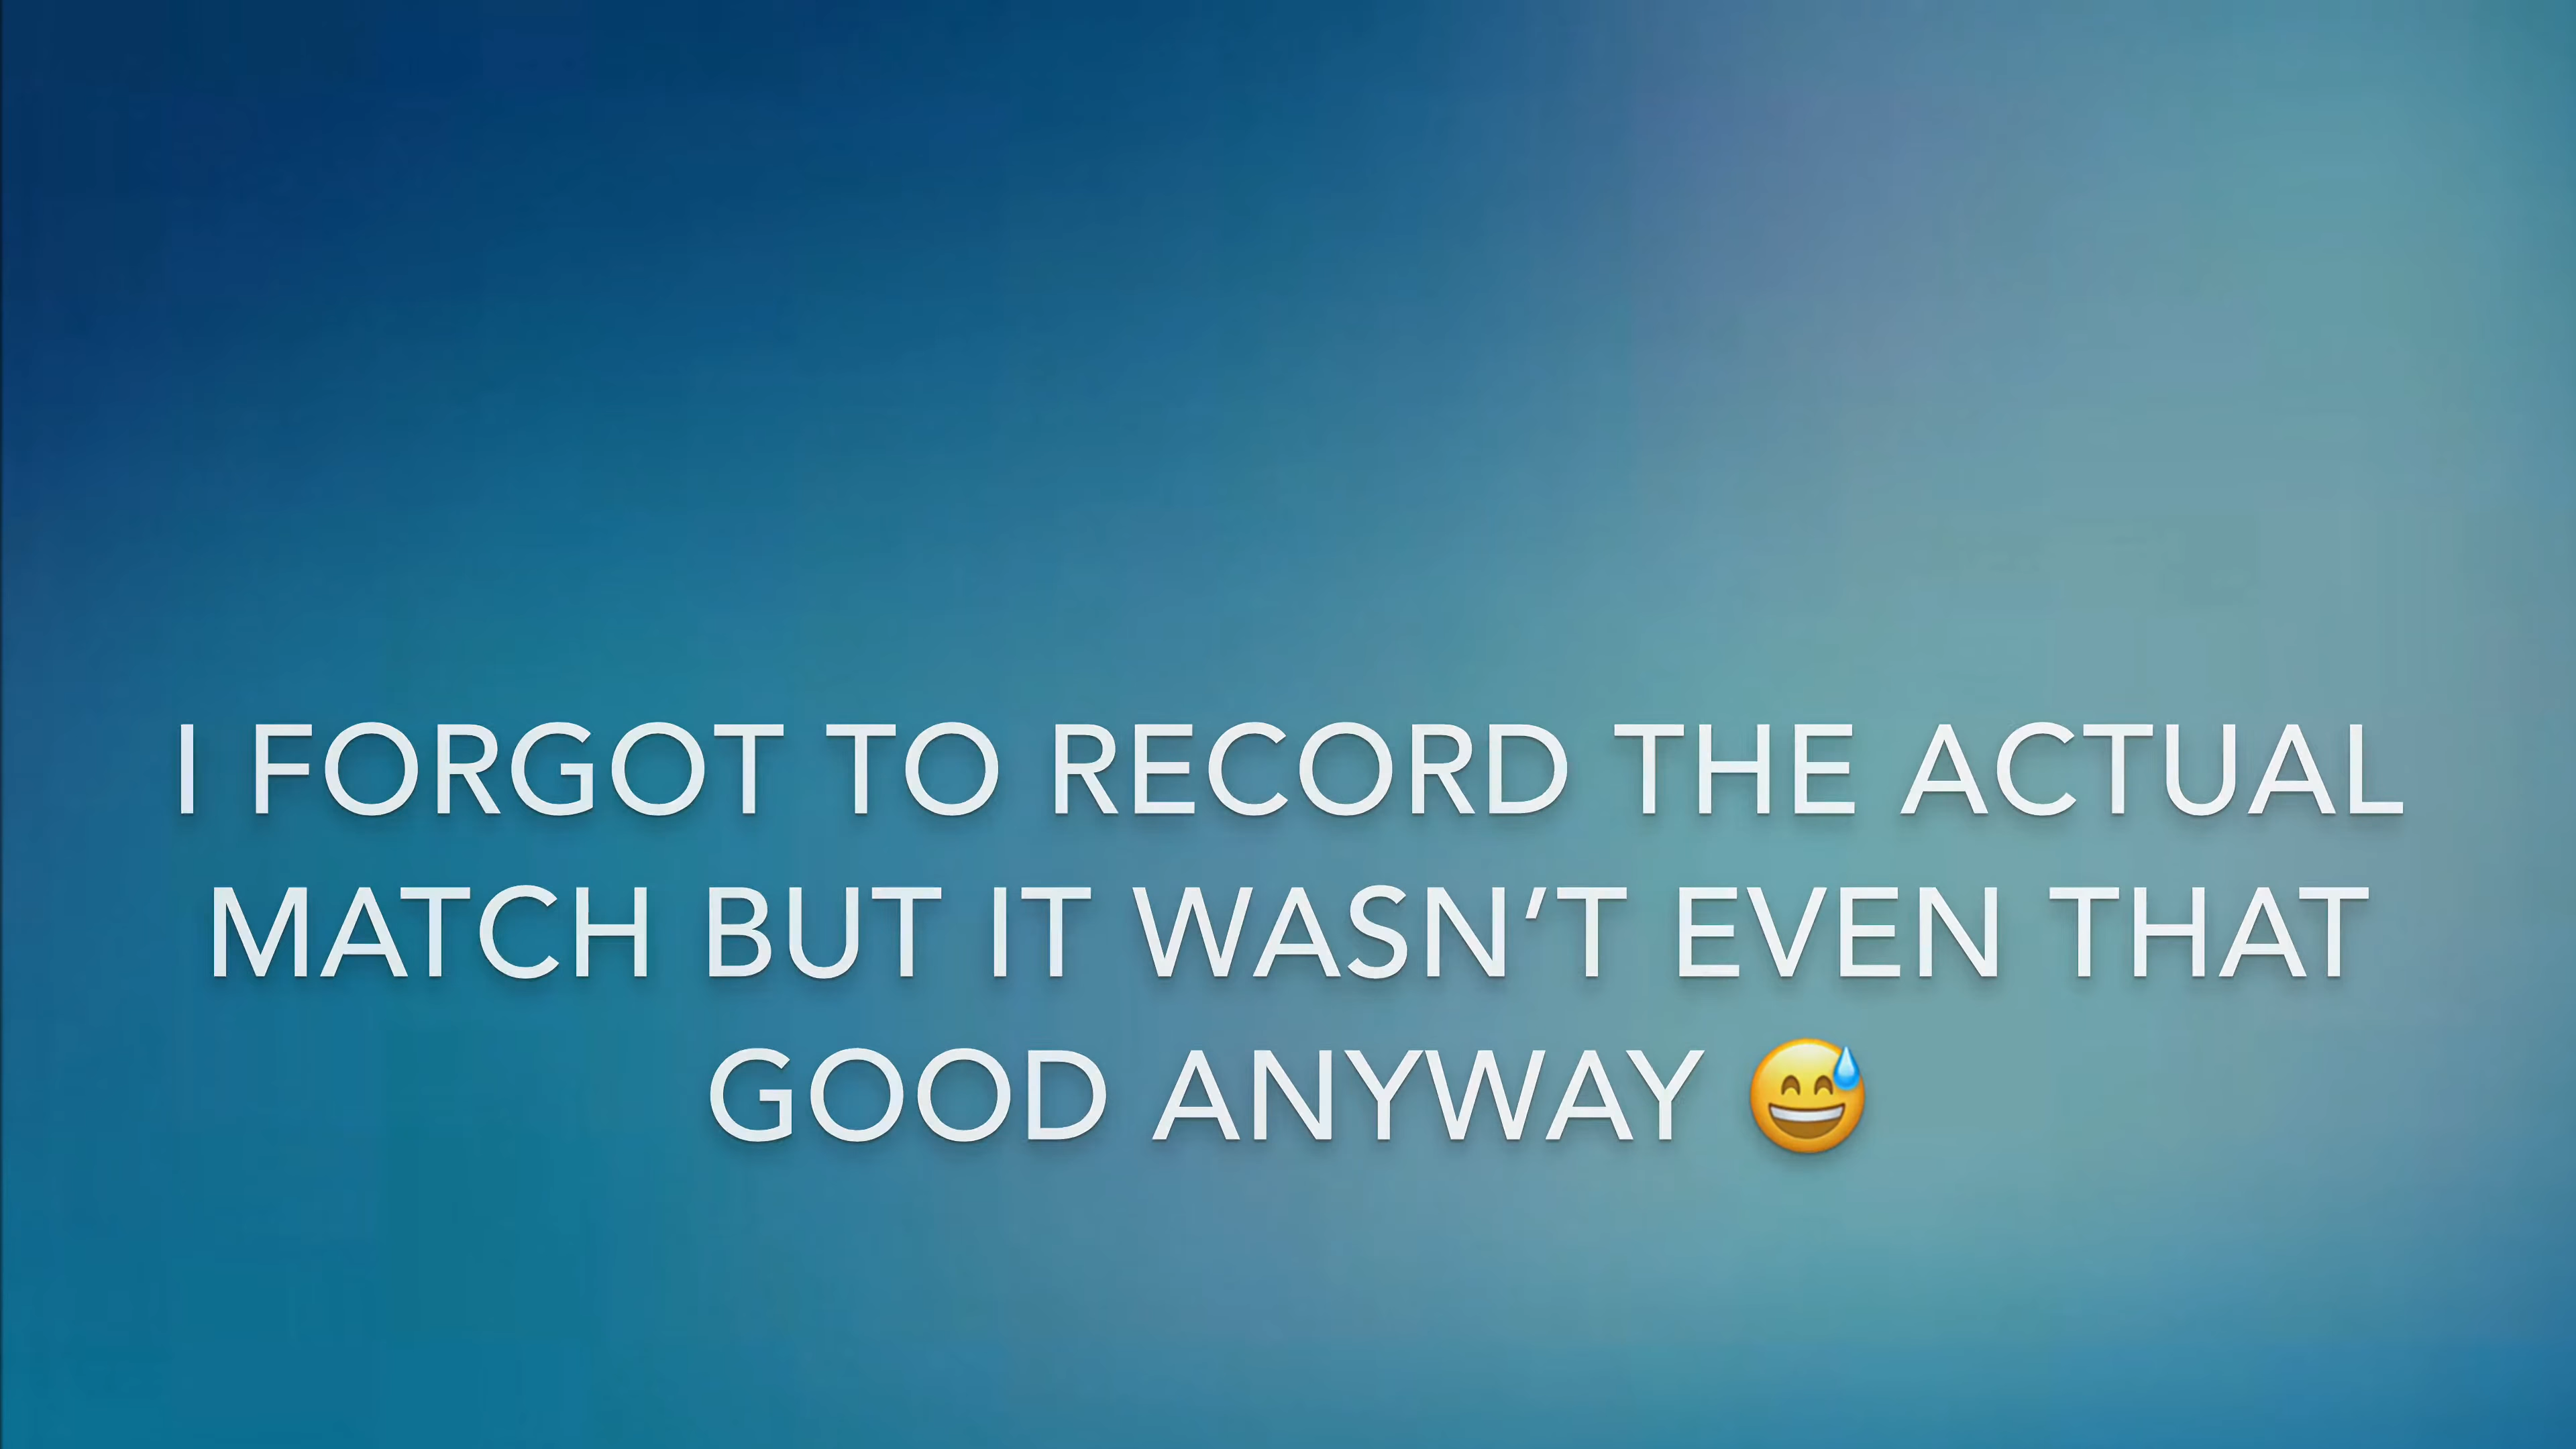 I FORGOT TO RECORD THE ACTUAL
MATCH BUT IT WASN’T EVEN THAT
GOOD ANYWAY 😅